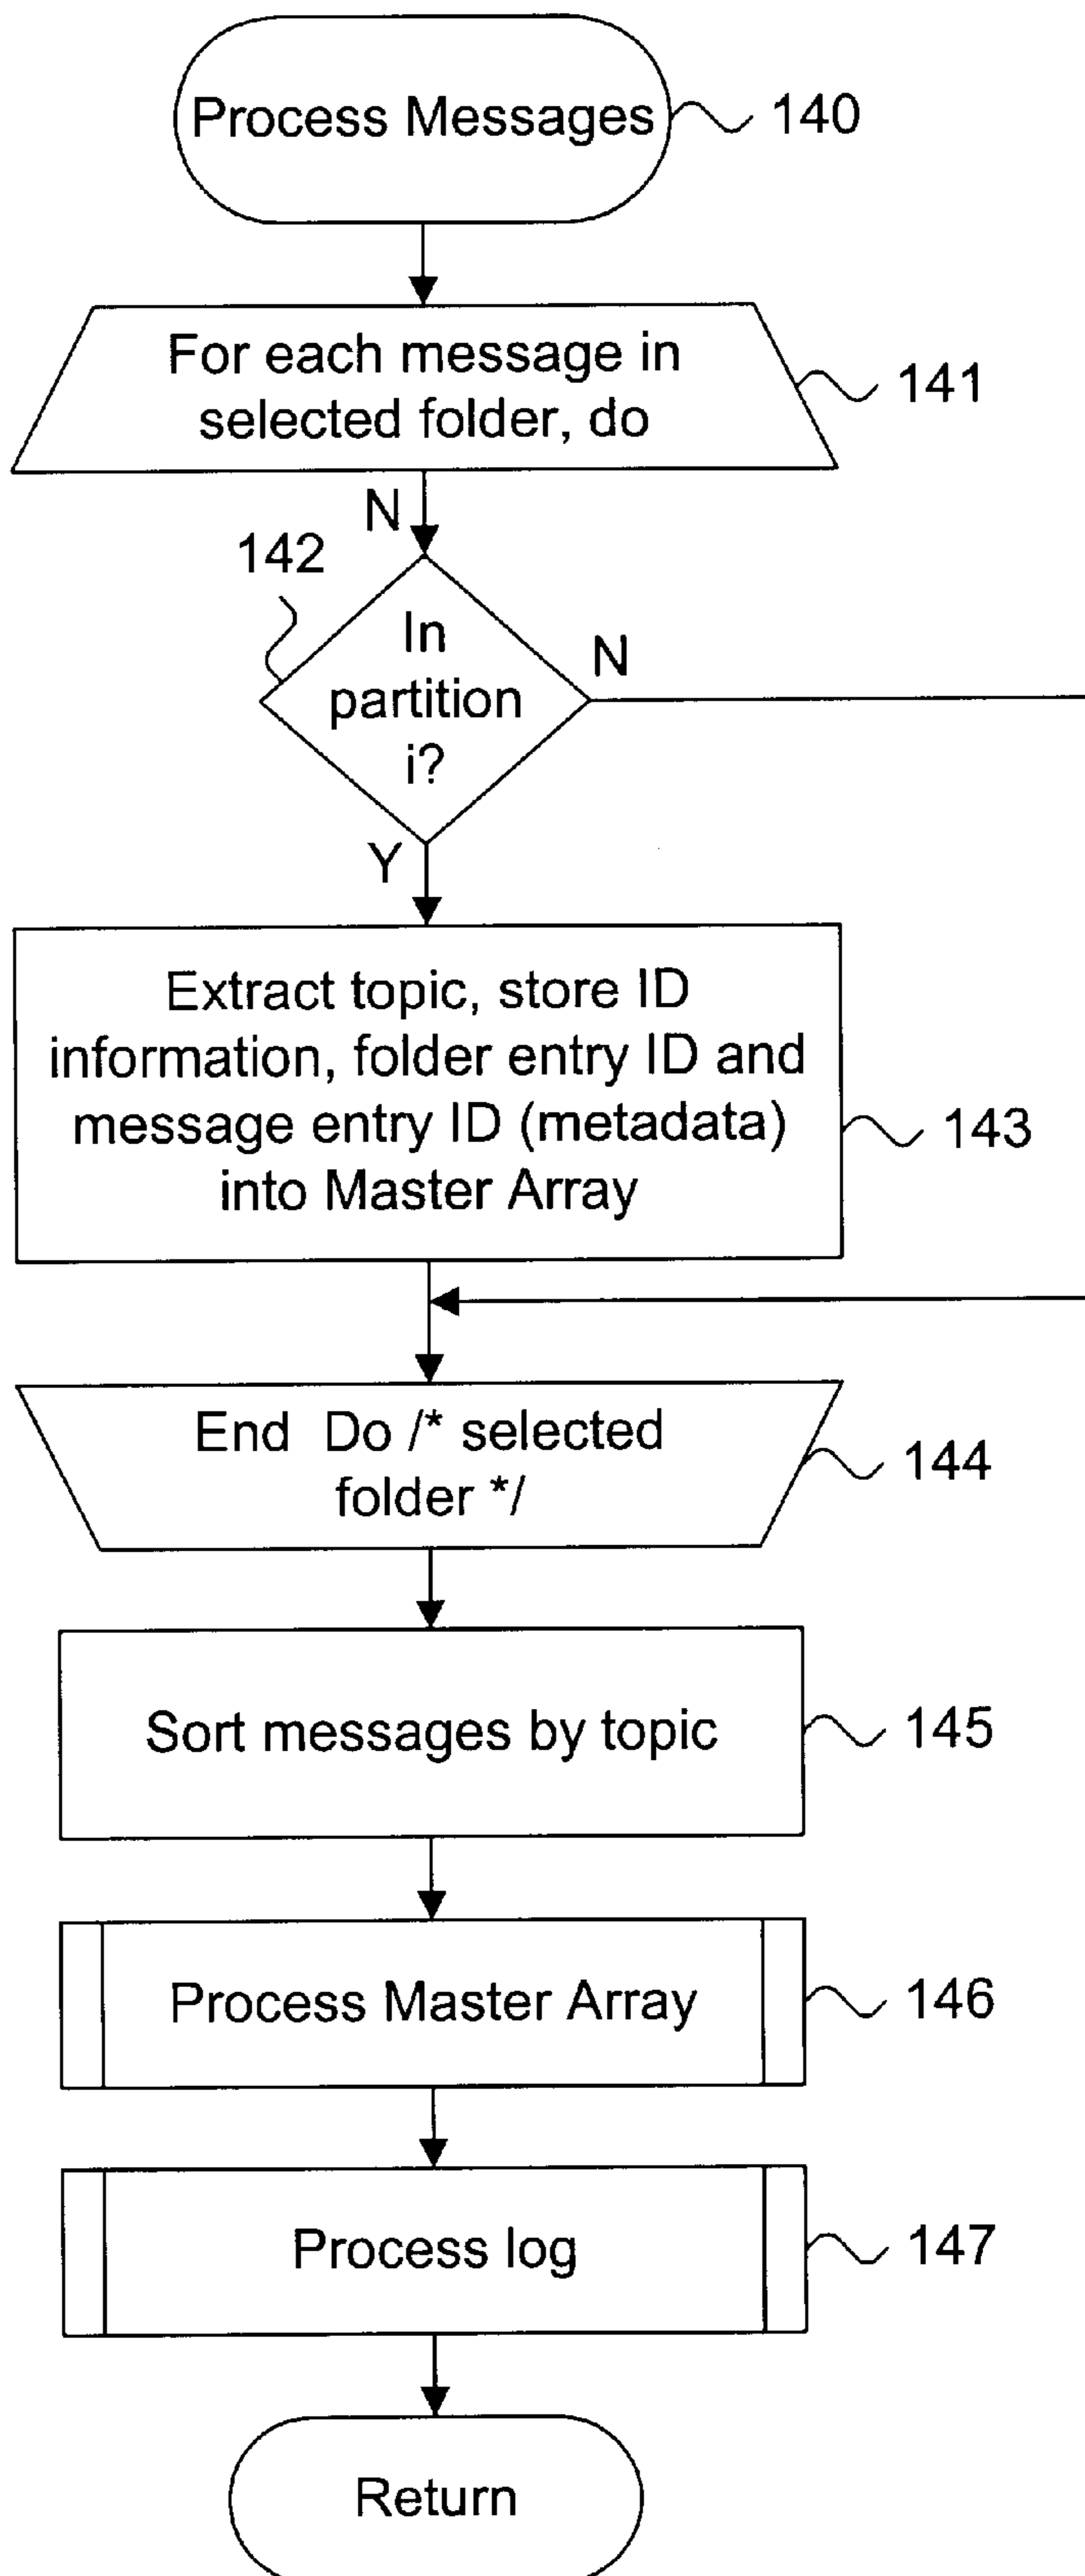 Process Messages
140
For each message in
selected folder, do
141
N
142
In
partition
i?
N
Y
Extract topic, store ID
information, folder entry ID and
message entry ID (metadata)
into Master Array
143
End Do /* selected
folder */
144
Sort messages by topic
145
Process Master Array
146
Process log
147
Return